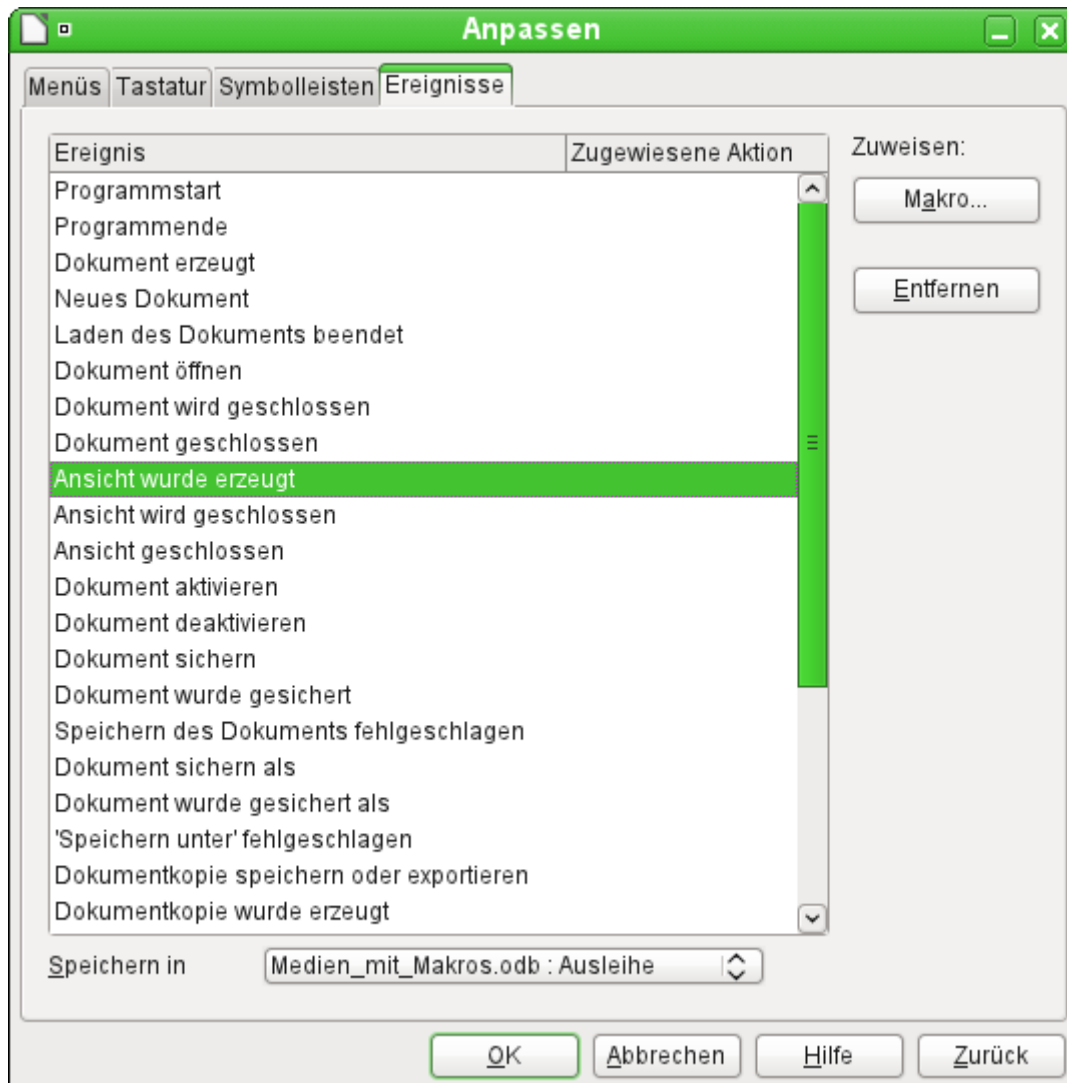 Anpassen
Menüs Tastatur Symbolleisten Ereignisse
Ereignis Zugewiesene Aktion
Zuweisen:
Programmstart
Makro...
Programmende
Dokument erzeugt
Neues Dokument
Entfernen
Laden des Dokuments beendet
Dokument öffnen
Dokument wird geschlossen
Dokument geschlossen
Ansicht wurde erzeugt
Ansicht wird geschlossen
Ansicht geschlossen
Dokument aktivieren
Dokument deaktivieren
Dokument sichern
Dokument wurde gesichert
Speichern des Dokuments fehlgeschlagen
Dokument sichern als
Dokument wurde gesichert als
'Speichern unter' fehlgeschlagen
Dokumentkopie speichern oder exportieren
Dokumentkopie wurde erzeugt
Speichern in Medien_mit_Makros.odb : Ausleihe
OK Abbrechen Hilfe Zurück